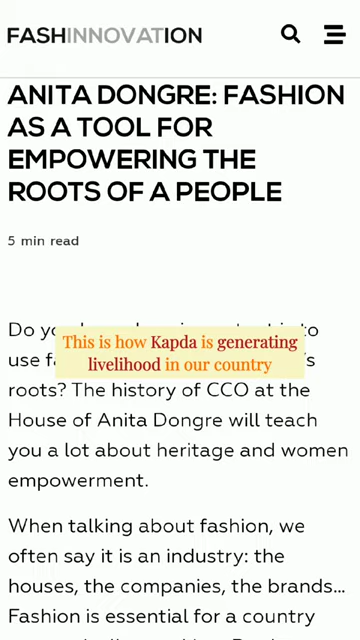 FASHINNOVATION
ANITA DONGRE: FASHION
AS A TOOL FOR
EMPOWERING THE
ROOTS OF A PEOPLE
5 min read
Do
to
This is how Kapda is generating
livelihood in our country
use
roots? The history of CCO at the
House of Anita Dongre will teach
you a lot about heritage and women
empowerment.
When talking about fashion, we
often say it is an industry: the
houses, the companies, the brands...
Fashion is essential for a country